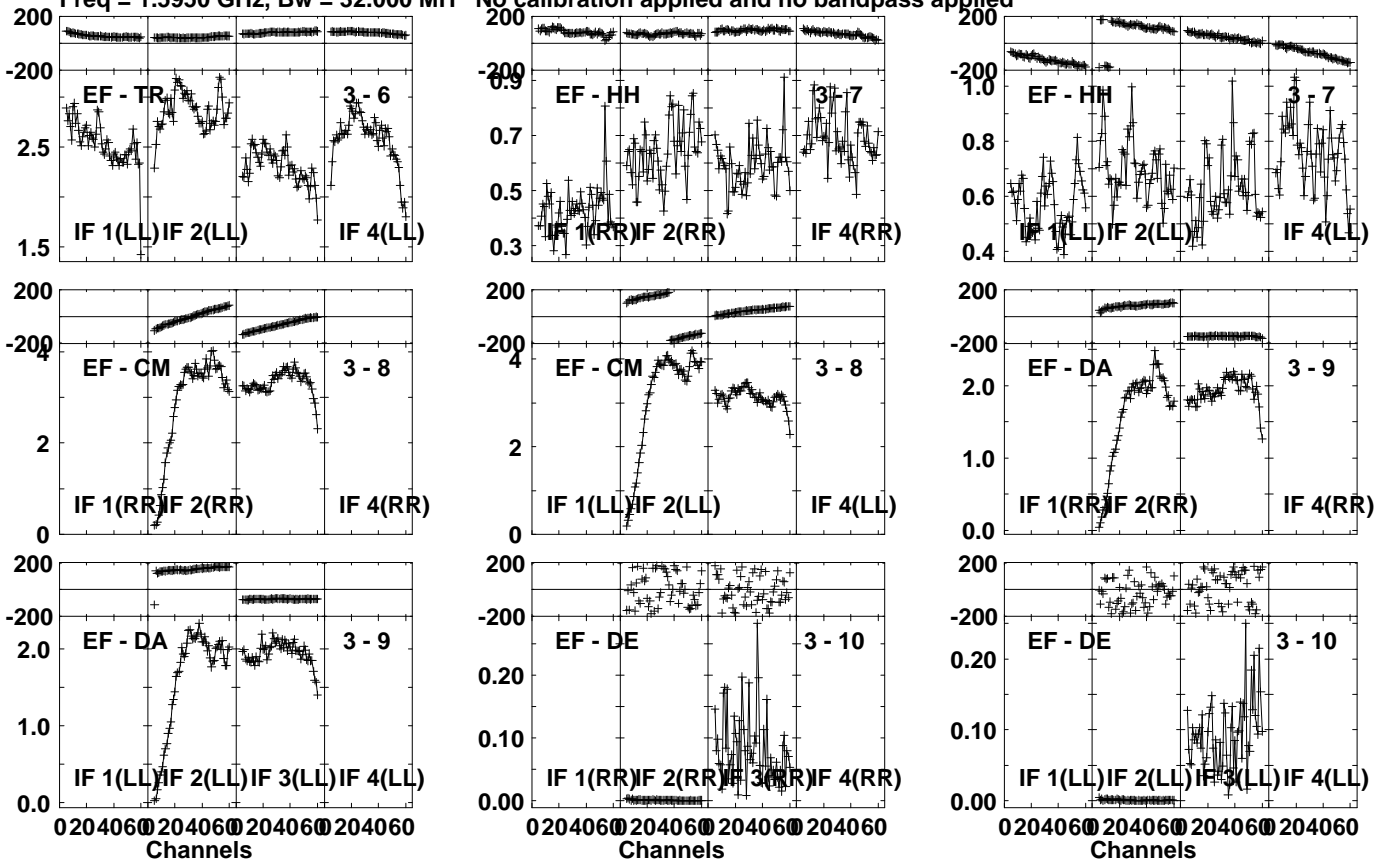 Freq = 1.5950 GHz, Bw = 32.000 MH No calibration applied and no bandpass applied
200
-200
EF - TR 3 - 6
2.5
1.5
IF 1(LL) IF 2(LL) IF 4(LL)
200
-200
0.9
EF - HH 3 - 7
0.7
0.5
0.3
IF 1(RR) IF 2(RR) IF 4(RR)
200
-200
1.0
EF - HH 3 - 7
0.8
0.6
0.4
IF 1(LL) IF 2(LL) IF 4(LL)
200
-200
4
EF - CM 3 - 8
2
0
IF 1(RR) IF 2(RR) IF 4(RR)
200
-200
4
EF - CM 3 - 8
2
0
IF 1(LL) IF 2(LL) IF 4(LL)
200
-200
EF - DA 3 - 9
2.0
1.0
0.0
IF 1(RR) IF 2(RR) IF 4(RR)
200
-200
EF - DA 3 - 9
2.0
1.0
0.0
IF 1(LL) IF 2(LL) IF 3(LL) IF 4(LL)
0204060 0204060 0204060 0204060
Channels
200
-200
EF - DE 3 - 10
0.20
0.10
0.00
IF 1(RR) IF 2(RR) IF 3(RR) IF 4(RR)
0204060 0204060 0204060 0204060
Channels
200
-200
EF - DE 3 - 10
0.20
0.10
0.00
IF 1(LL) IF 2(LL) IF 3(LL) IF 4(LL)
0204060 0204060 0204060 0204060
Channels